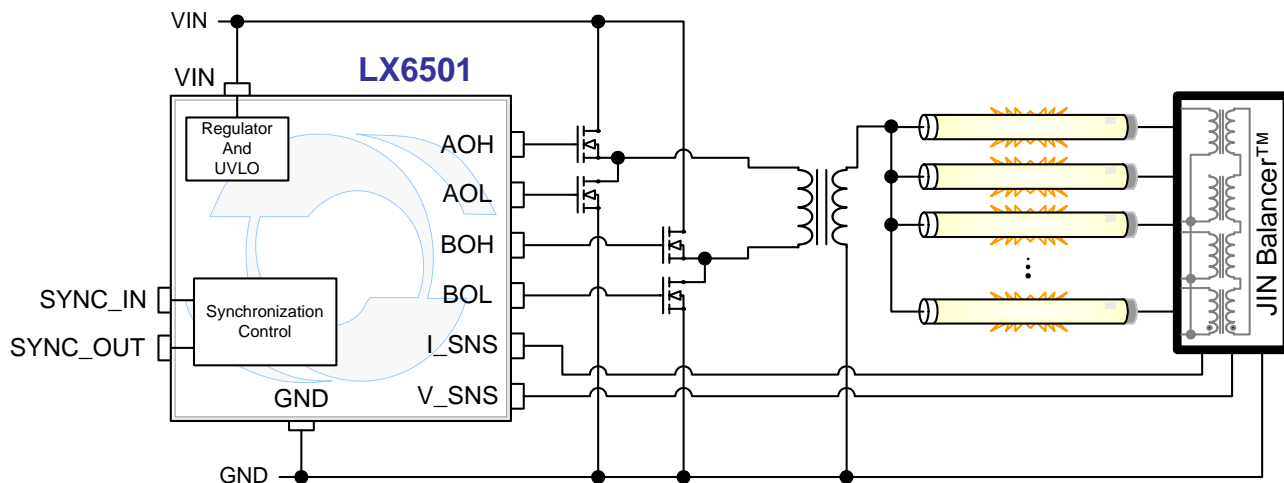 VIN
VIN
LX6501
Regulator
And
UVLO
AOH
AOL
BOH
BOL
SYNC_IN
SYNC_OUT
Synchronization
Control
I_SNS
V_SNS
GND
GND
JIN Balancer™